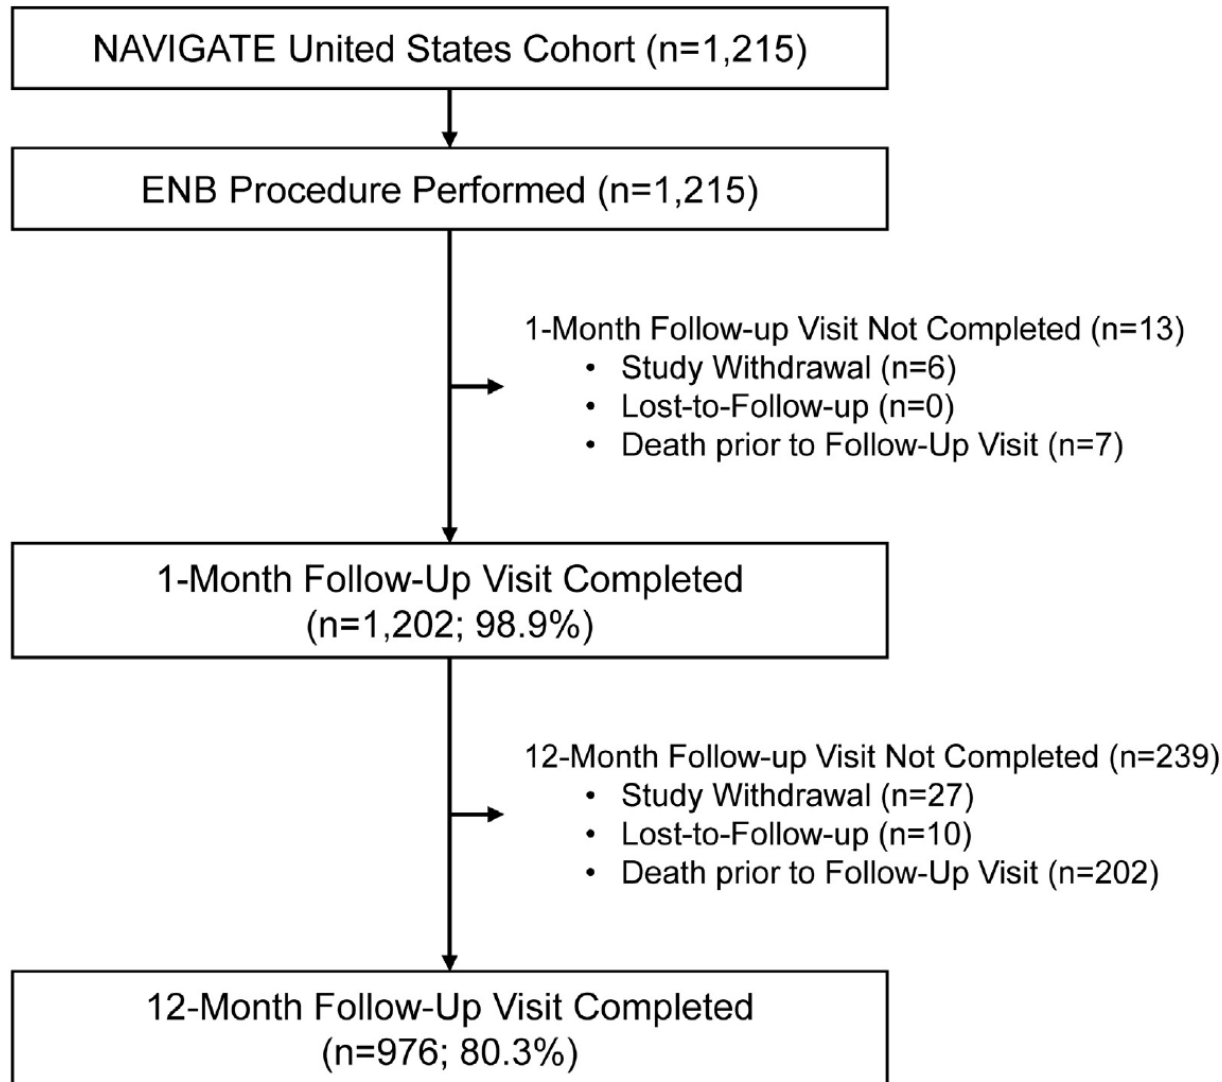 NAVIGATE United States Cohort (n=1,215)
ENB Procedure Performed (n=1,215)
1-Month Follow-up Visit Not Completed (n=13)
• Study Withdrawal (n=6)
• Lost-to-Follow-up (n=0)
• Death prior to Follow-Up Visit (n=7)
1-Month Follow-Up Visit Completed
(n=1,202; 98.9%)
12-Month Follow-up Visit Not Completed (n=239)
• Study Withdrawal (n=27)
• Lost-to-Follow-up (n=10)
• Death prior to Follow-Up Visit (n=202)
12-Month Follow-Up Visit Completed
(n=976; 80.3%)